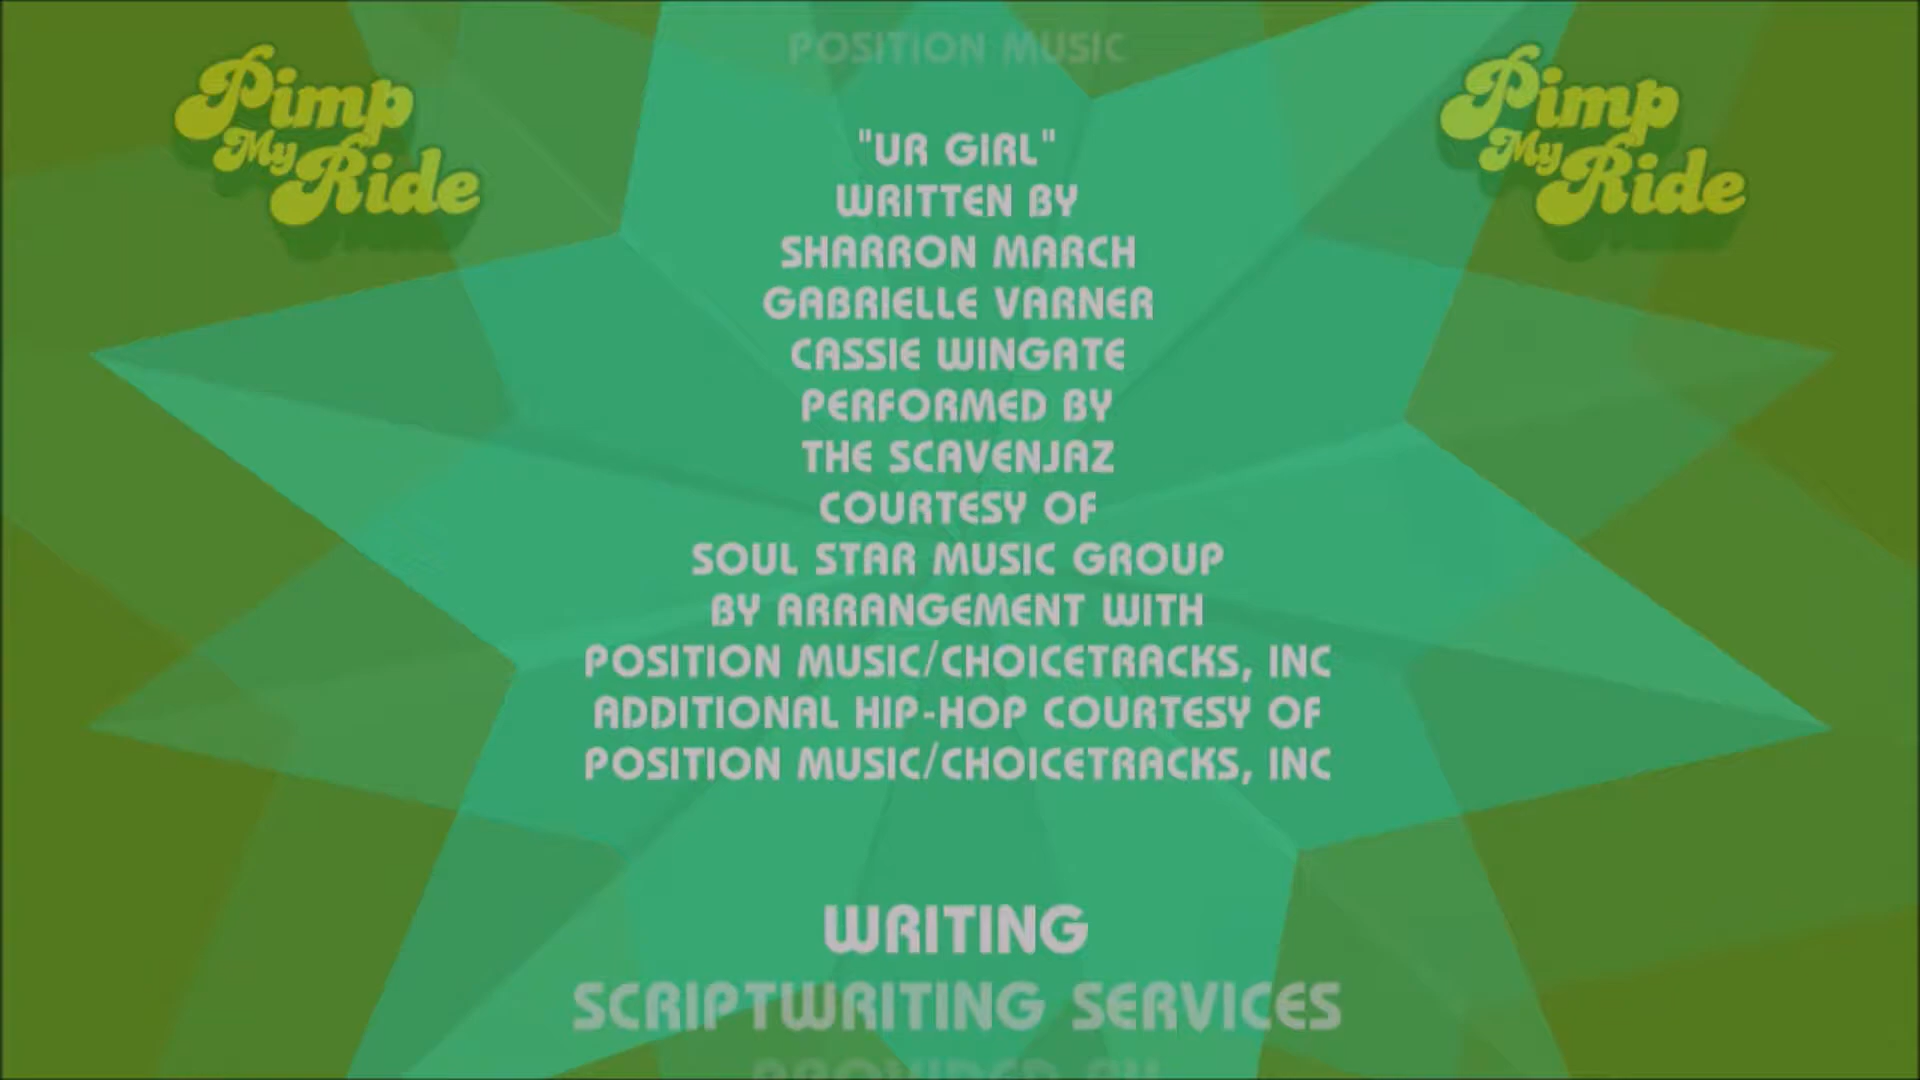 POSITION MUSIC
Pimp
My
Ride
Pimp
My
Ride
"UR GIRL"
WRITTEN BY
SHARRON MARCH
GABRIELLE VARNER
CASSIE WINGATE
PERFORMED BY
THE SCAVENJAZ
COURTESY OF
SOUL STAR MUSIC GROUP
BY ARRANGEMENT WITH
POSITION MUSIC/CHOICETRACKS, INC
ADDITIONAL HIP-HOP COURTESY OF
POSITION MUSIC/CHOICETRACKS, INC
WRITING
SCRIPTWRITING SERVICES
PROVIDED BY